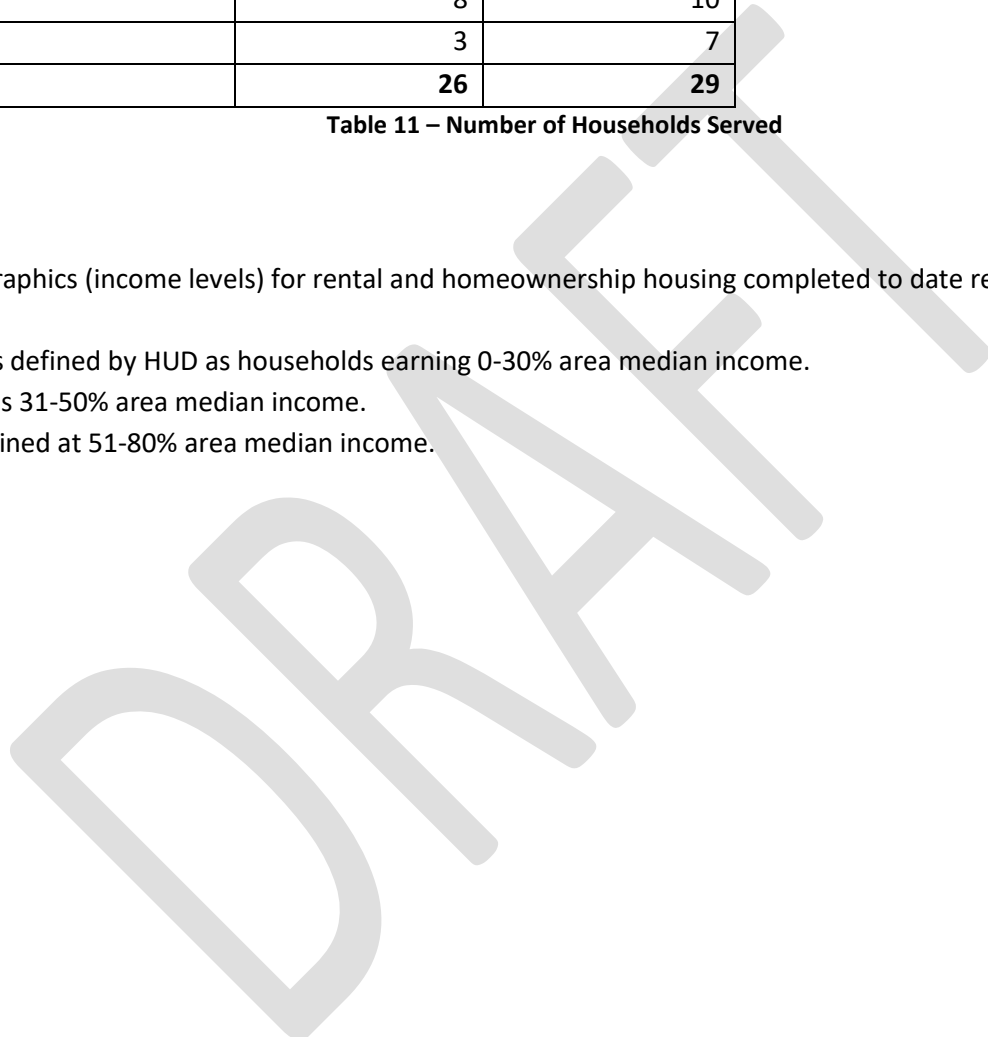 8 10
3 7
26 29
Table 11 – Number of Households Served
raphics (income levels) for rental and homeownership housing completed to date re
s defined by HUD as households earning 0-30% area median income.
s 31-50% area median income.
ined at 51-80% area median income.
DRAFT